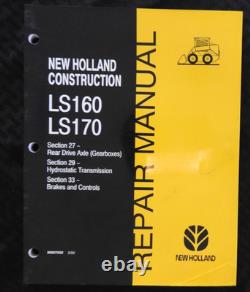 NEW HOLLAND
CONSTRUCTION
LS160
LS170
Section 27 –
Rear Drive Axle (Gearboxes)
Section 29 –
Hydrostatic Transmission
Section 33 –
Brakes and Controls
REPAIR MANUAL
NEW HOLLAND